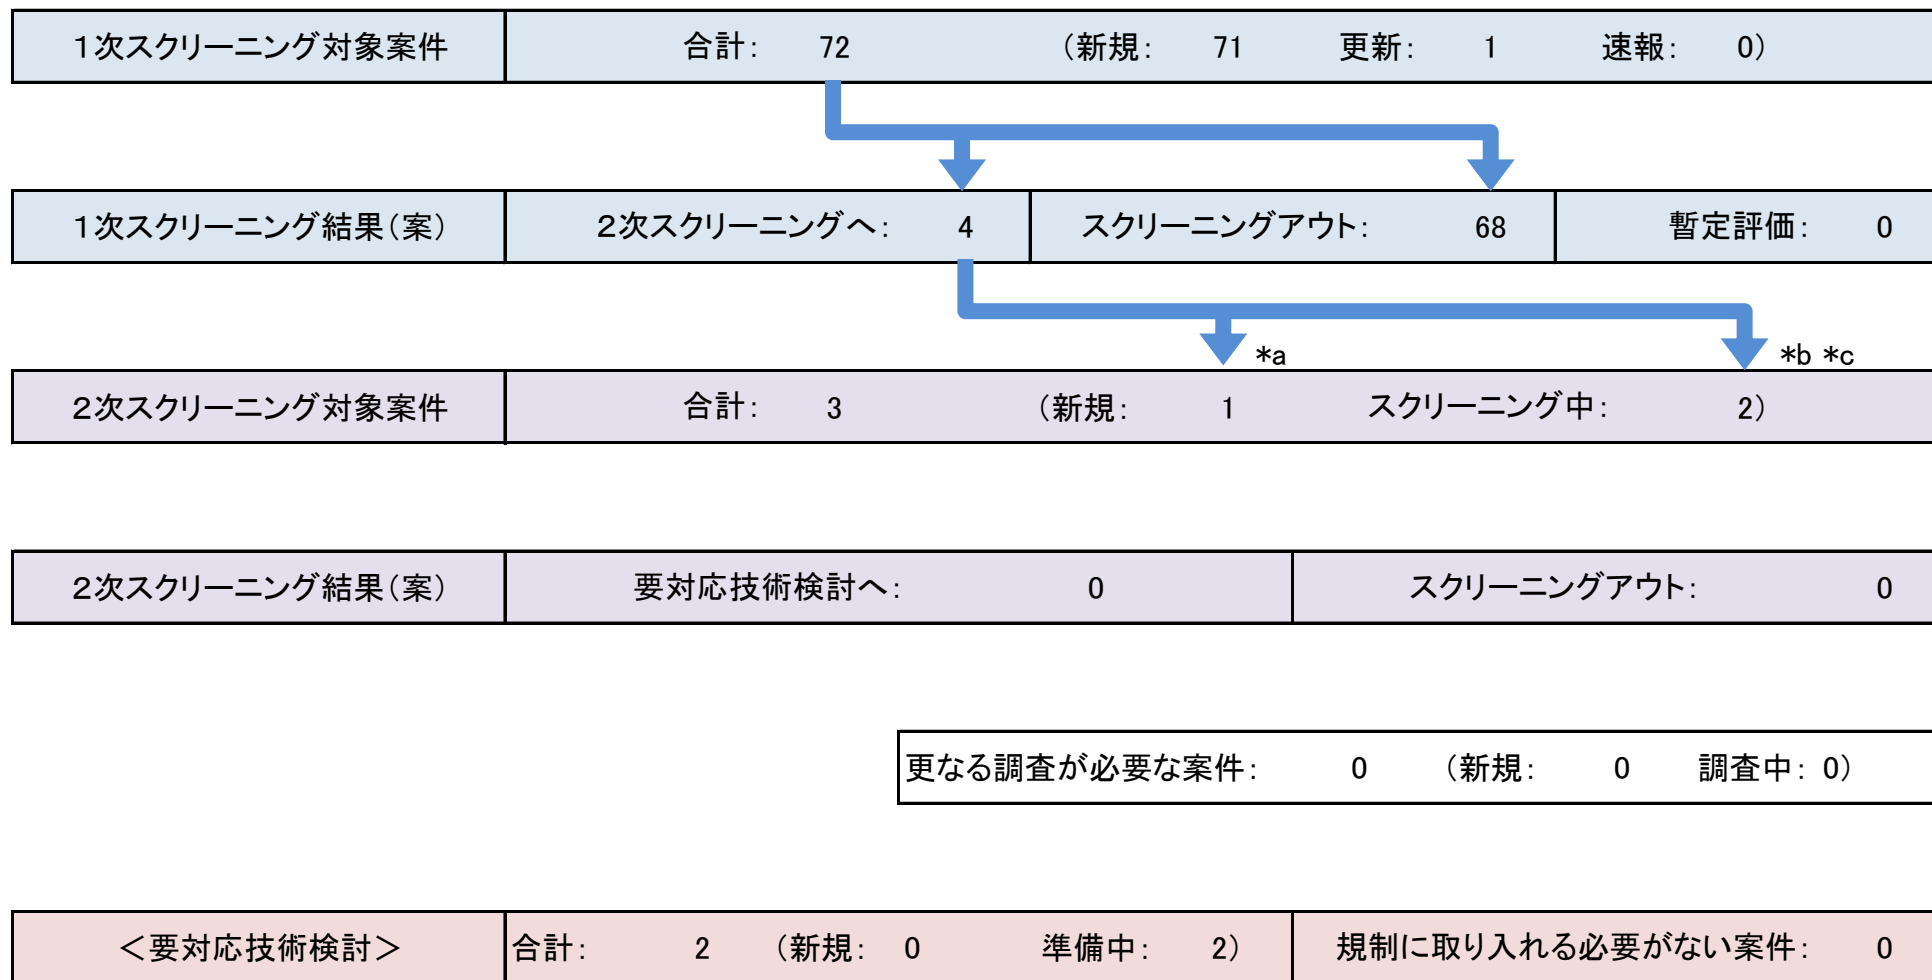 １次スクリーニング対象案件 合計： 72 （新規： 71 更新： 1 速報： 0）
１次スクリーニング結果（案） ２次スクリーニングへ： 4 スクリーニングアウト： 68 暫定評価： 0
*a *b *c
２次スクリーニング対象案件 合計： 3 （新規： 1 スクリーニング中： 2）
２次スクリーニング結果（案） 要対応技術検討へ： 0 スクリーニングアウト： 0
更なる調査が必要な案件： 0 （新規： 0 調査中： 0）
＜要対応技術検討＞ 合計： 2 （新規： 0 準備中： 2） 規制に取り入れる必要がない案件： 0